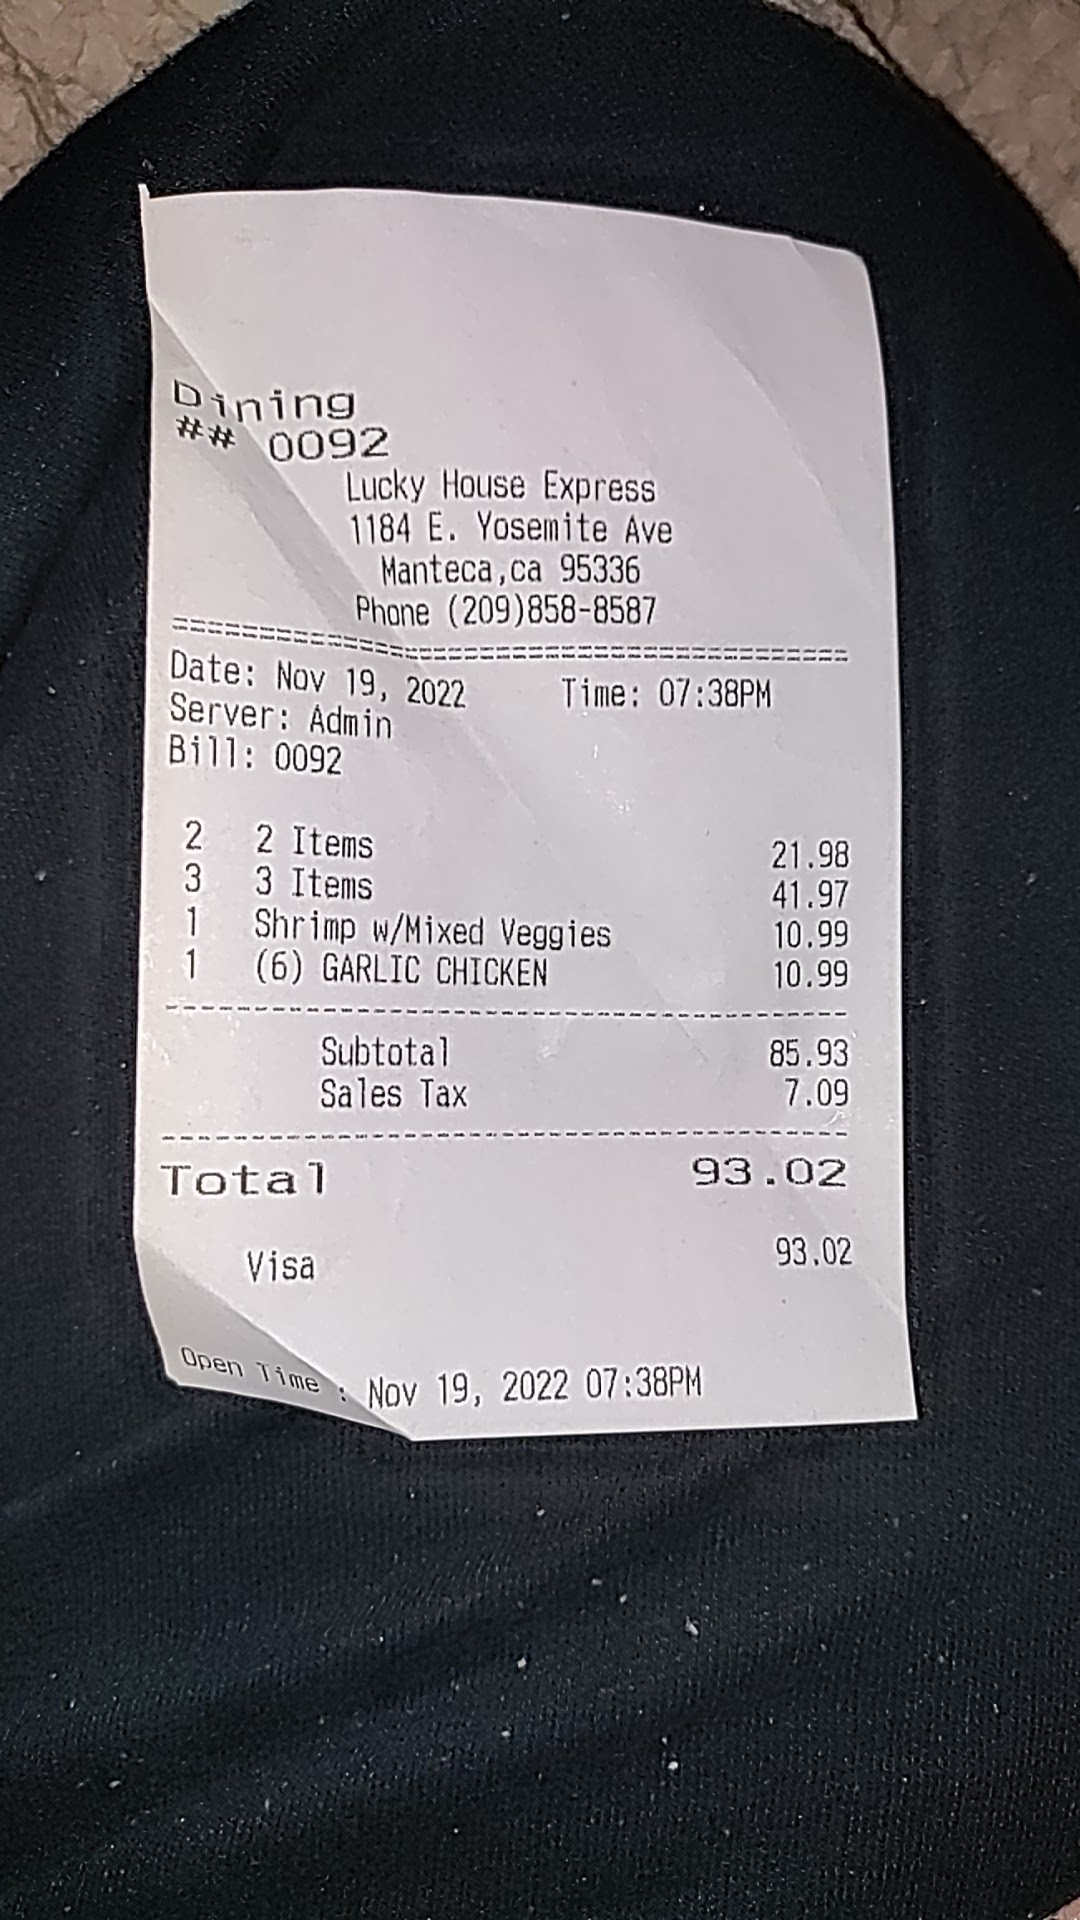 Dining
## 0092
Lucky House Express
1184 E. Yosemite Ave
Manteca,ca 95336
Phone (209)858-8587
==================================================
Date: Nov 19, 2022 Time: 07:38PM
Server: Admin
Bill: 0092
2 2 Items 21.98
3 3 Items 41.97
1 Shrimp w/Mixed Veggies 10.99
1 (6) GARLIC CHICKEN 10.99
--------------------------------------------------
Subtotal 85.93
Sales Tax 7.09
--------------------------------------------------
Total 93.02
Visa 93.02
Open Time : Nov 19, 2022 07:38PM